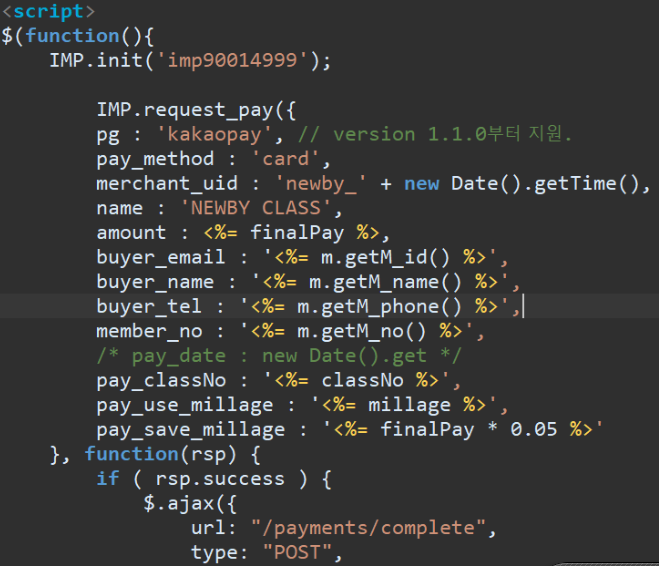 <script>
$(function(){
IMP.init('imp90014999');
IMP.request_pay({
pg : 'kakaopay', // version 1.1.0부터 지원.
pay_method : 'card',
merchant_uid : 'newby_' + new Date().getTime(),
name : 'NEWBY CLASS',
amount : <%= finalPay %>,
buyer_email : '<%= m.getM_id() %>',
buyer_name : '<%= m.getM_name() %>',
buyer_tel : '<%= m.getM_phone() %>',
member_no : '<%= m.getM_no() %>',
/* pay_date : new Date().get */
pay_classNo : '<%= classNo %>',
pay_use_millage : '<%= millage %>',
pay_save_millage : '<%= finalPay * 0.05 %>'
}, function(rsp) {
if ( rsp.success ) {
$.ajax({
url: "/payments/complete",
type: "POST",